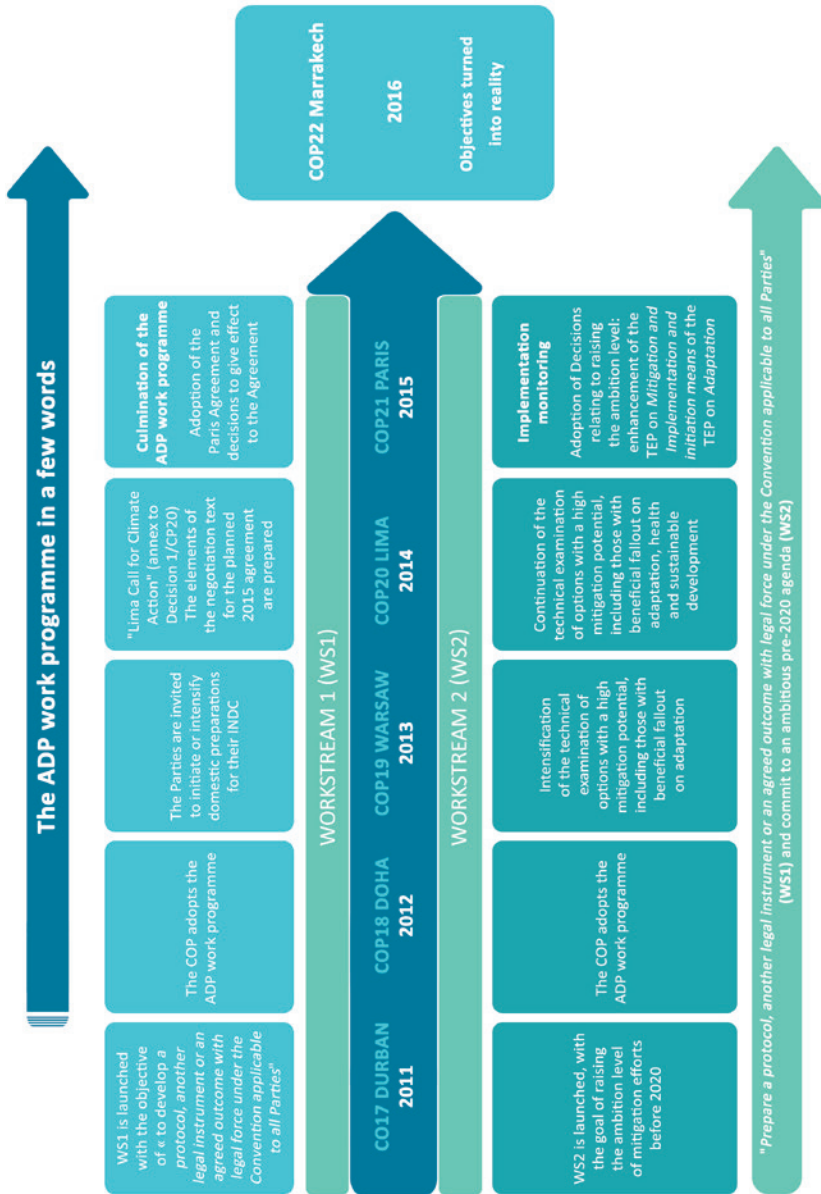 The ADP work programme in a few words
WS1 is launched
with the objective
of « to develop a
protocol, another
legal instrument or an
agreed outcome with
legal force under the
Convention applicable
to all Parties"
The COP adopts the
ADP work programme
The Parties are invited
to initiate or intensify
domestic preparations
for their INDC
"Lima Call for Climate
Action" (annex to
Decision 1/CP20)
The elements of
the negotiation text
for the planned
2015 agreement
are prepared
Culmination of the
ADP work programme
Adoption of the
Paris Agreement and
decisions to give effect
to the Agreement
WORKSTREAM 1 (WS1)
CO17 DURBAN
2011
COP18 DOHA
2012
COP19 WARSAW
2013
COP20 LIMA
2014
COP21 PARIS
2015
COP22 Marrakech
2016
Objectives turned
into reality
WORKSTREAM 2 (WS2)
WS2 is launched, with
the goal of raising
the ambition level
of mitigation efforts
before 2020
The COP adopts the
ADP work programme
Intensification
of the technical
examination of
options with a high
mitigation potential,
including those with
beneficial fallout
on adaptation
Continuation of the
technical examination
of options with a high
mitigation potential,
including those with
beneficial fallout on
adaptation, health
and sustainable
development
Implementation
monitoring
Adoption of Decisions
relating to raising
the ambition level:
enhancement of the
TEP on Mitigation and
Implementation and
initiation means of the
TEP on Adaptation
"Prepare a protocol, another legal instrument or an agreed outcome with legal force under the Convention applicable to all Parties"
(WS1) and commit to an ambitious pre-2020 agenda (WS2)